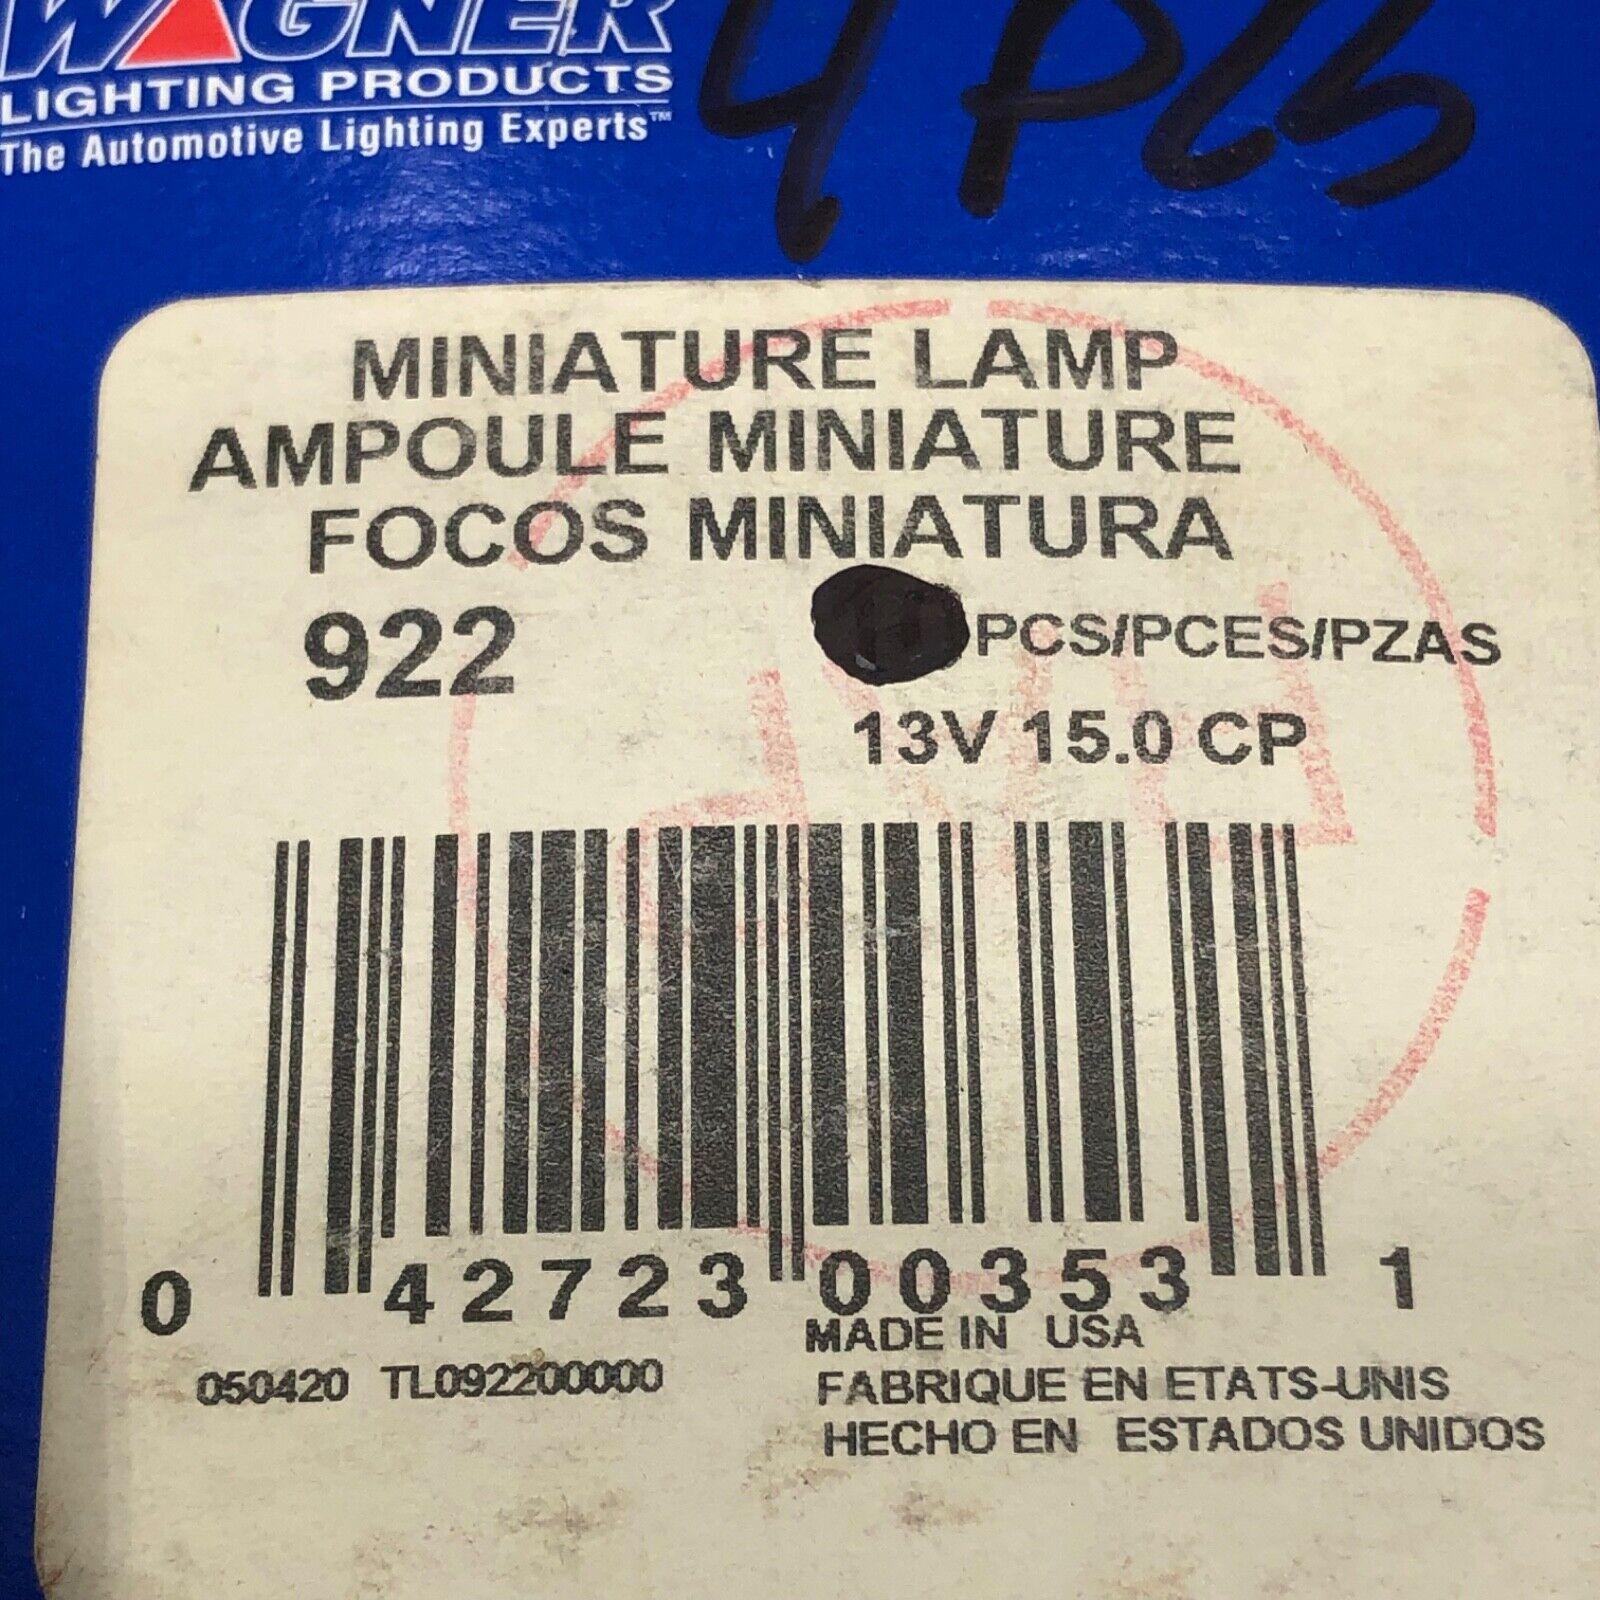 WAGNER
LIGHTING PRODUCTS
The Automotive Lighting Experts™
4 PCS
MINIATURE LAMP
AMPOULE MINIATURE
FOCOS MINIATURA
922
PCS/PCES/PZAS
13V 15.0 CP
0 42723 00353 1
MADE IN USA
050420 TL092200000
FABRIQUE EN ETATS-UNIS
HECHO EN ESTADOS UNIDOS